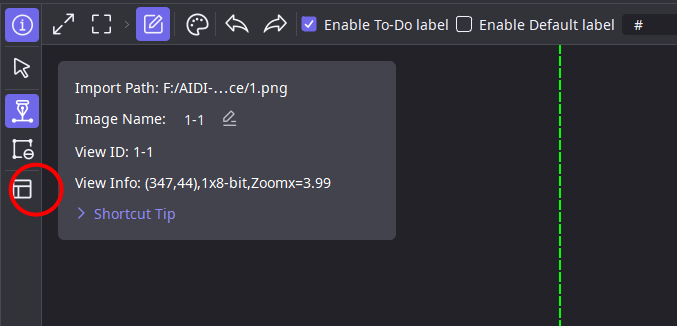 Enable To-Do label Enable Default label #
Import Path: F:/AIDI-...ce/1.png
Image Name: 1-1
View ID: 1-1
View Info: (347,44),1x8-bit,Zoomx=3.99
Shortcut Tip